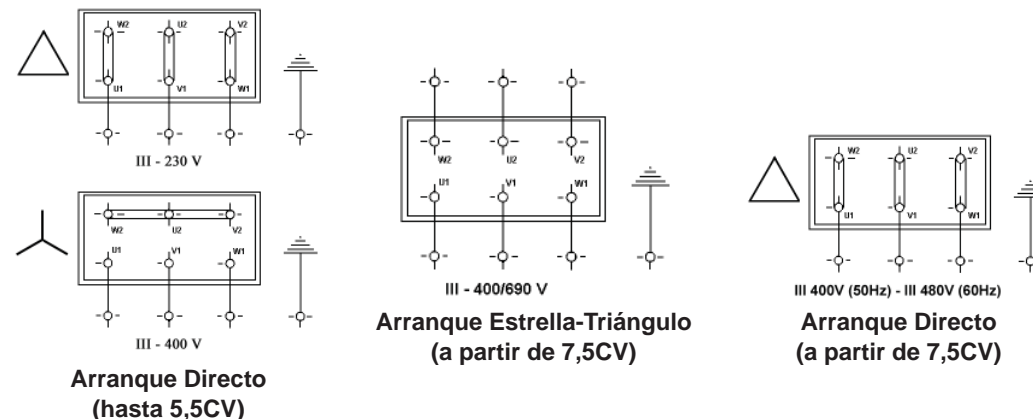 W2 U2 V2
U1 V1 W1
III - 230 V
W2 U2 V2
U1 V1 W1
III - 400 V
Arranque Directo
(hasta 5,5CV)
W2 U2 V2
U1 V1 W1
III - 400/690 V
Arranque Estrella-Triángulo
(a partir de 7,5CV)
W2 U2 V2
U1 V1 W1
III 400V (50Hz) - III 480V (60Hz)
Arranque Directo
(a partir de 7,5CV)